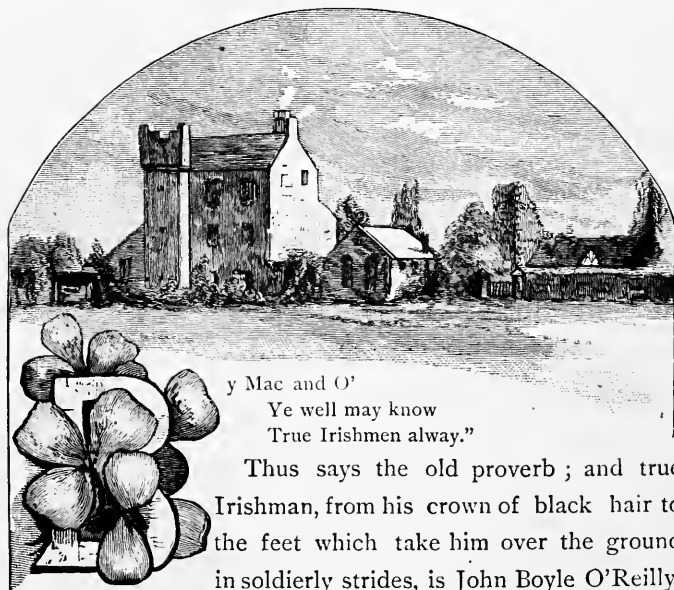 By Mac and O'
Ye well may know
True Irishmen alway."
Thus says the old proverb ; and true
Irishman, from his crown of black hair to
the feet which take him over the ground
in soldierly strides, is John Boyle O'Reilly